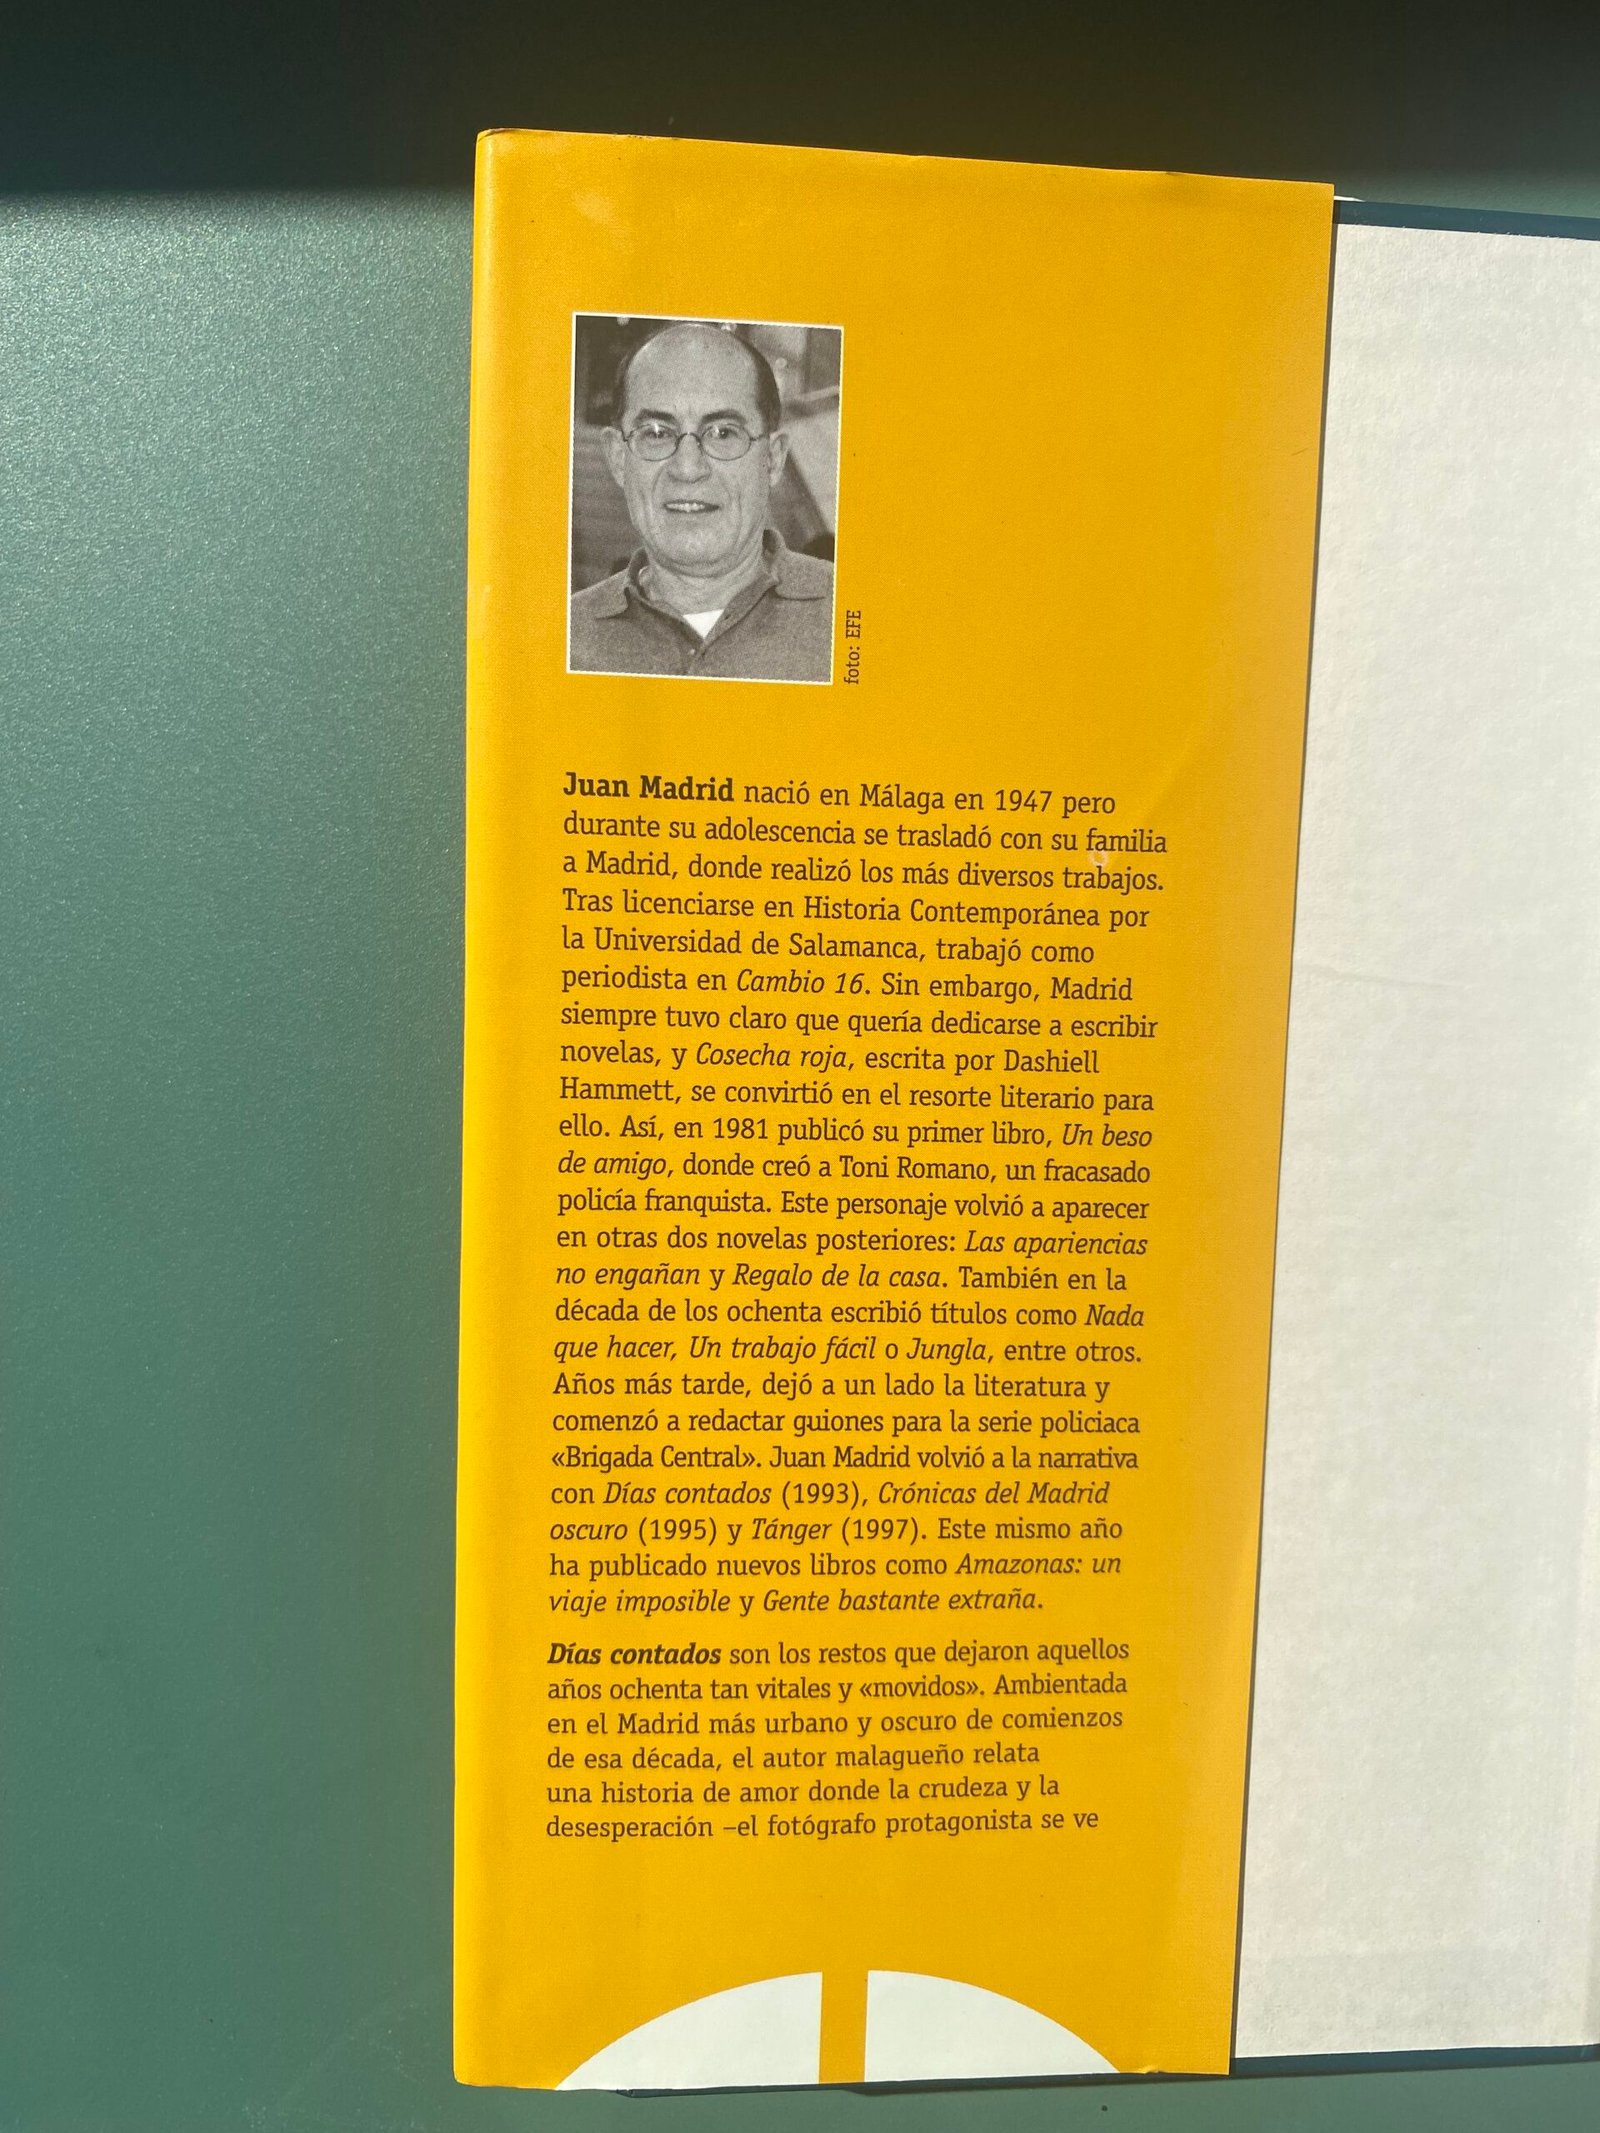 foto: EFE
Juan Madrid nació en Málaga en 1947 pero
durante su adolescencia se trasladó con su familia
a Madrid, donde realizó los más diversos trabajos.
Tras licenciarse en Historia Contemporánea por
la Universidad de Salamanca, trabajó como
periodista en Cambio 16. Sin embargo, Madrid
siempre tuvo claro que quería dedicarse a escribir
novelas, y Cosecha roja, escrita por Dashiell
Hammett, se convirtió en el resorte literario para
ello. Así, en 1981 publicó su primer libro, Un beso
de amigo, donde creó a Toni Romano, un fracasado
policía franquista. Este personaje volvió a aparecer
en otras dos novelas posteriores: Las apariencias
no engañan y Regalo de la casa. También en la
década de los ochenta escribió títulos como Nada
que hacer, Un trabajo fácil o Jungla, entre otros.
Años más tarde, dejó a un lado la literatura y
comenzó a redactar guiones para la serie policiaca
«Brigada Central». Juan Madrid volvió a la narrativa
con Días contados (1993), Crónicas del Madrid
oscuro (1995) y Tánger (1997). Este mismo año
ha publicado nuevos libros como Amazonas: un
viaje imposible y Gente bastante extraña.
Días contados son los restos que dejaron aquellos
años ochenta tan vitales y «movidos». Ambientada
en el Madrid más urbano y oscuro de comienzos
de esa década, el autor malagueño relata
una historia de amor donde la crudeza y la
desesperación –el fotógrafo protagonista se ve